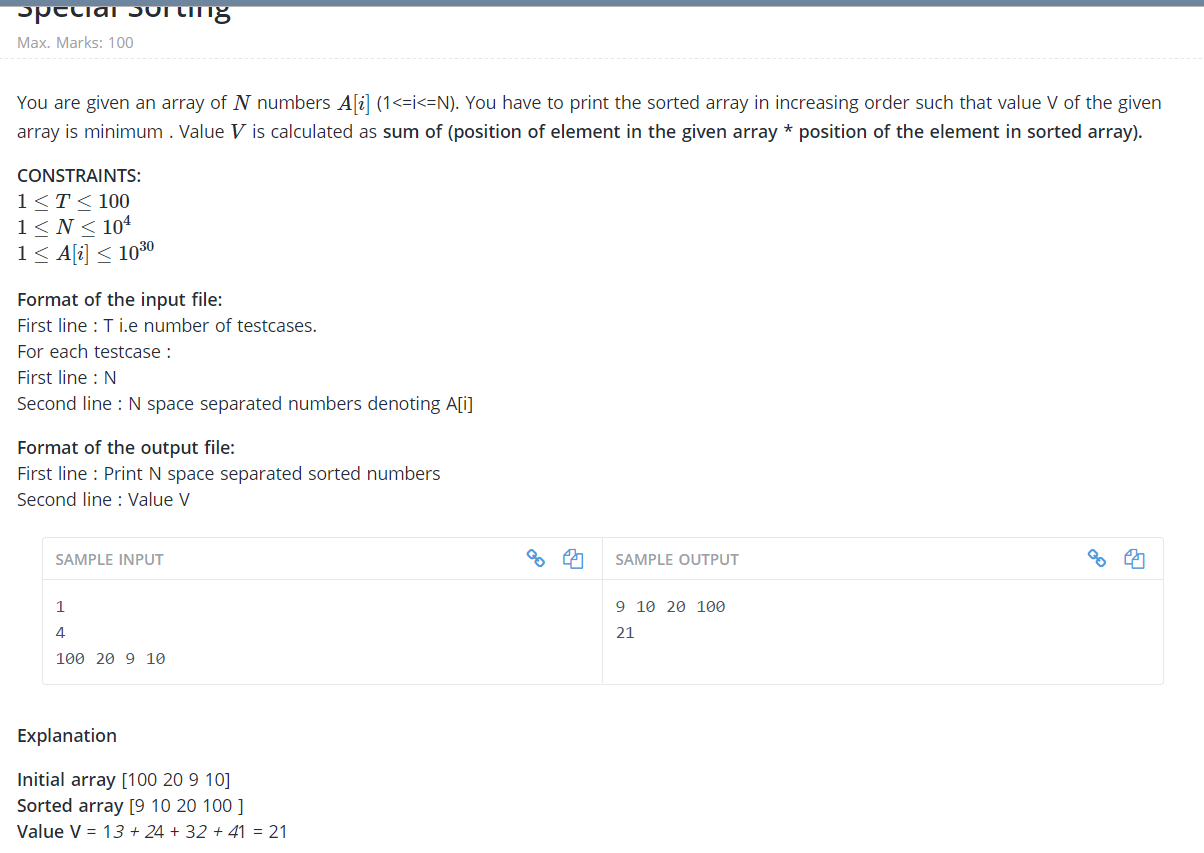 Special Sorting
Max. Marks: 100
You are given an array of N numbers A[i] (1<=i<=N). You have to print the sorted array in increasing order such that value V of the given
array is minimum . Value V is calculated as sum of (position of element in the given array * position of the element in sorted array).
CONSTRAINTS:
1 ≤ T ≤ 100
1 ≤ N ≤ 10⁴
1 ≤ A[i] ≤ 10³⁰
Format of the input file:
First line : T i.e number of testcases.
For each testcase :
First line : N
Second line : N space separated numbers denoting A[i]
Format of the output file:
First line : Print N space separated sorted numbers
Second line : Value V
SAMPLE INPUT
SAMPLE OUTPUT
1
4
100 20 9 10
9 10 20 100
21
Explanation
Initial array [100 20 9 10]
Sorted array [9 10 20 100 ]
Value V = 13 + 24 + 32 + 41 = 21